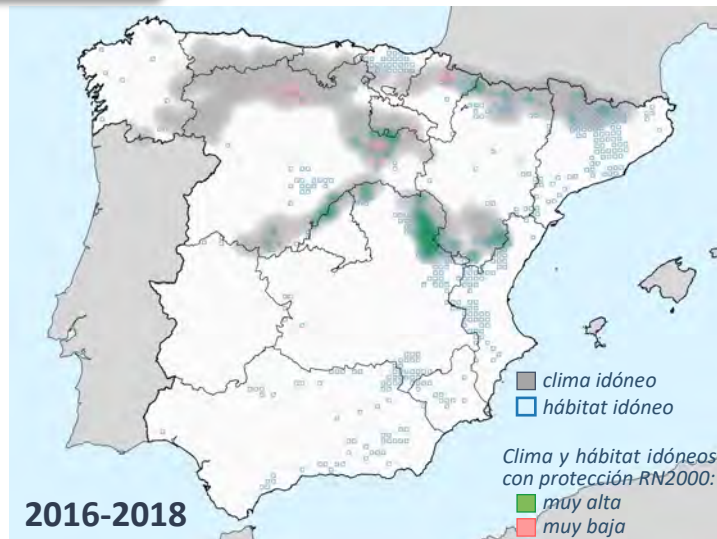 clima idóneo
hábitat idóneo
Clima y hábitat idóneos
con protección RN2000:
muy alta
muy baja
2016-2018